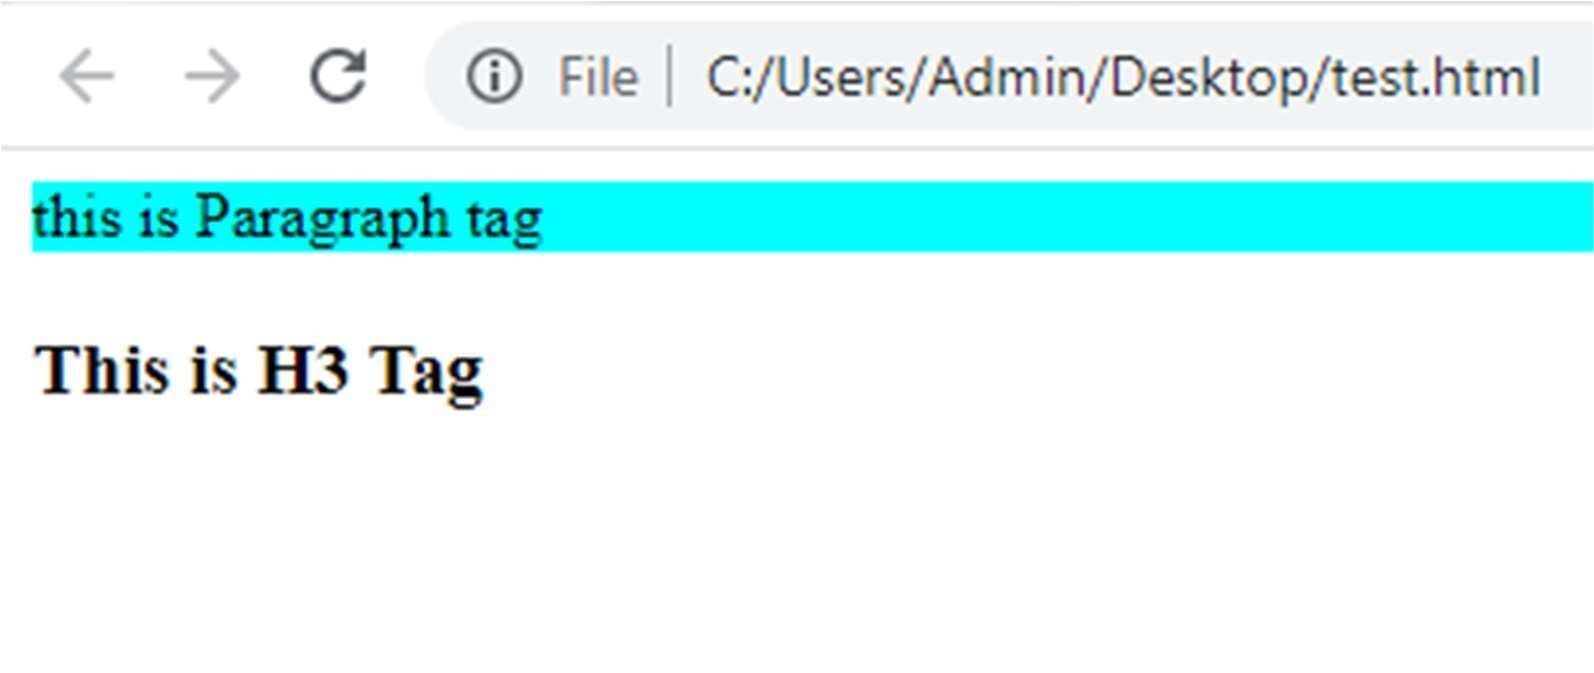 File | C:/Users/Admin/Desktop/test.html
this is Paragraph tag
This is H3 Tag